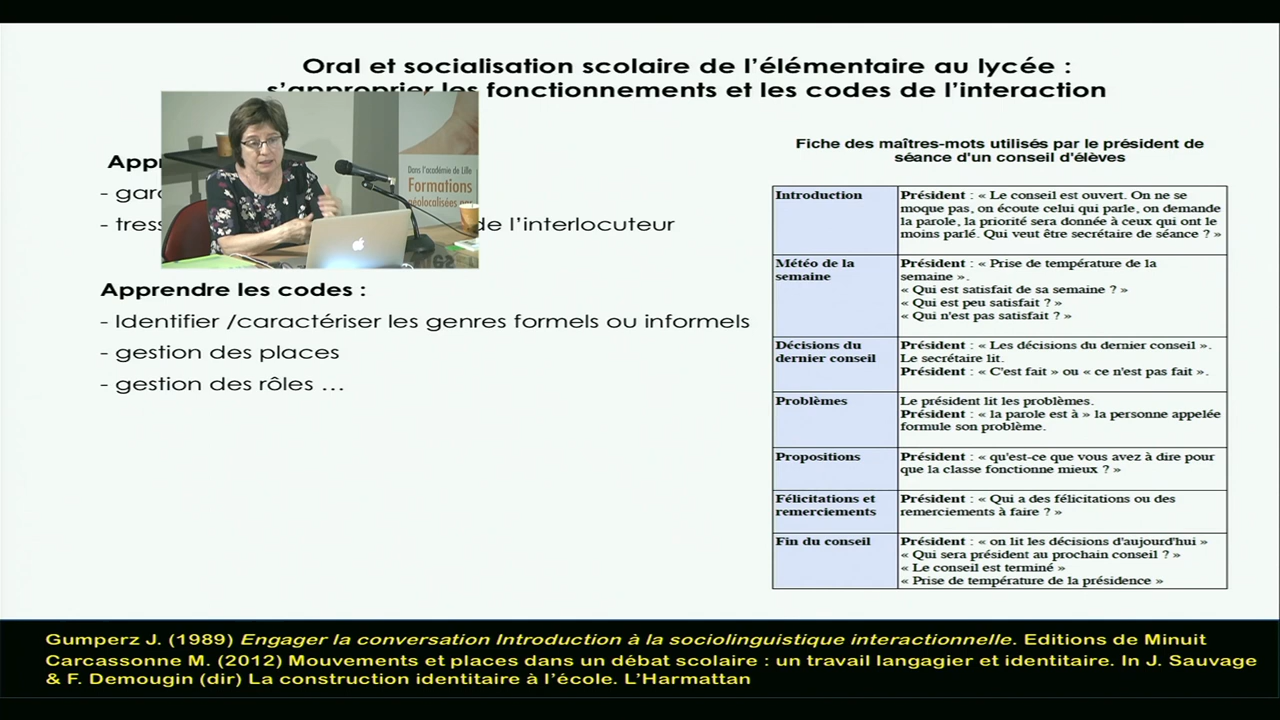 Oral et socialisation scolaire de l'élémentaire au lycée :
s'approprier les fonctionnements et les codes de l'interaction
- tress de l'interlocuteur
Apprendre les codes :
- Identifier /caractériser les genres formels ou informels
- gestion des places
- gestion des rôles ...
Dans l'académie de Lille
Formations
géolocalisées
Fiche des maîtres-mots utilisés par le président de
séance d'un conseil d'élèves
Introduction
Président : « Le conseil est ouvert. On ne se
moque pas, on écoute celui qui parle, on demande
la parole, la priorité sera donnée à ceux qui ont le
moins parlé. Qui veut être secrétaire de séance ? »
Météo de la
semaine
Président : « Prise de température de la
semaine ».
« Qui est satisfait de sa semaine ? »
« Qui est peu satisfait ? »
« Qui n'est pas satisfait ? »
Décisions du
dernier conseil
Président : « Les décisions du dernier conseil ».
Le secrétaire lit.
Président : « C'est fait » ou « ce n'est pas fait ».
Problèmes
Le président lit les problèmes.
Président : « la parole est à » la personne appelée
formule son problème.
Propositions
Président : « qu'est-ce que vous avez à dire pour
que la classe fonctionne mieux ? »
Félicitations et
remerciements
Président : « Qui a des félicitations ou des
remerciements à faire ? »
Fin du conseil
Président : « on lit les décisions d'aujourd'hui »
« Qui sera président au prochain conseil ? »
« Le conseil est terminé »
« Prise de température de la présidence »
Gumperz J. (1989) Engager la conversation Introduction à la sociolinguistique interactionnelle. Editions de Minuit
Carcassonne M. (2012) Mouvements et places dans un débat scolaire : un travail langagier et identitaire. In J. Sauvage
& F. Demougin (dir) La construction identitaire à l'école. L'Harmattan